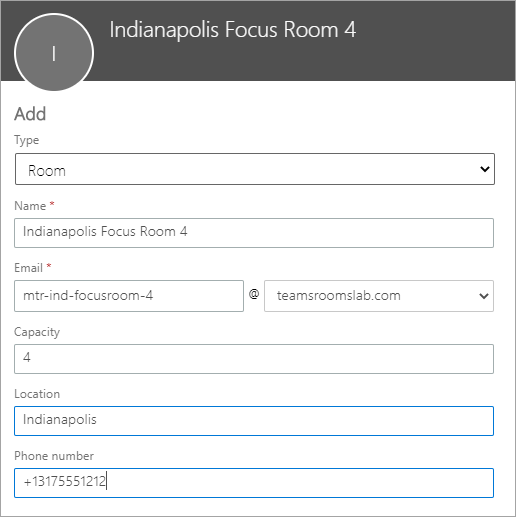 Indianapolis Focus Room 4
I
Add
Type
Room
Name *
Indianapolis Focus Room 4
Email *
mtr-ind-focusroom-4 @ teamsroomslab.com
Capacity
4
Location
Indianapolis
Phone number
+13175551212